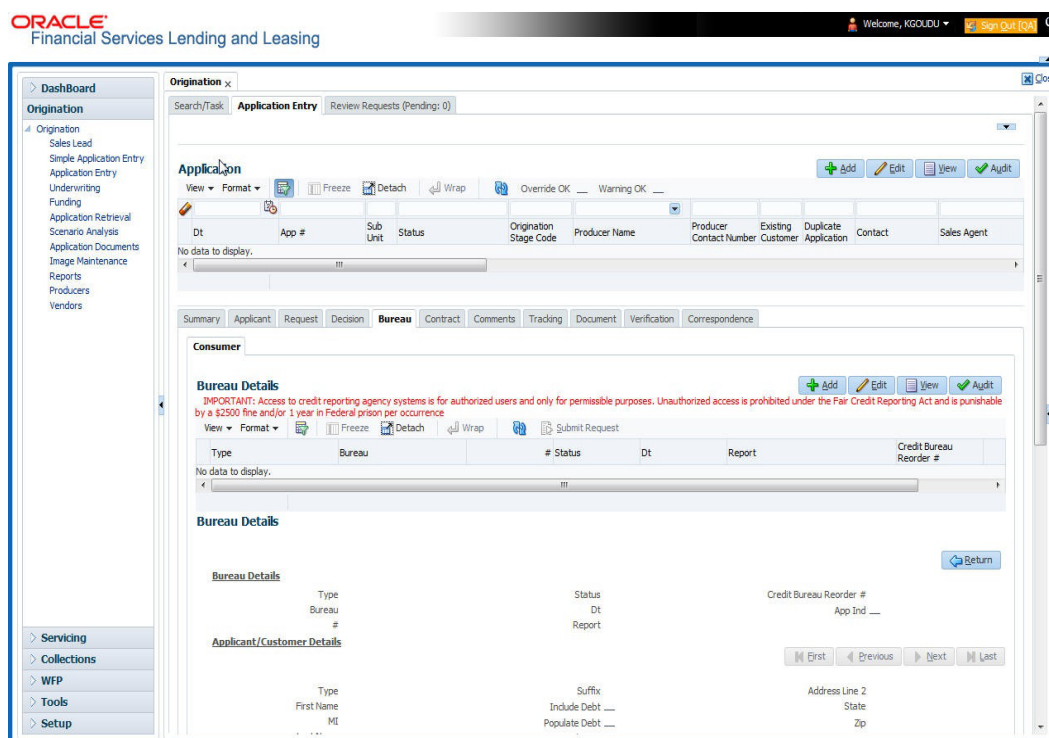 ORACLE
Financial Services Lending and Leasing
Welcome, KGOUDU
Sign Out [QA]
DashBoard
Origination
Origination
Sales Lead
Simple Application Entry
Application Entry
Underwriting
Funding
Application Retrieval
Scenario Analysis
Application Documents
Image Maintenance
Reports
Producers
Vendors
Servicing
Collections
WFP
Tools
Setup
Origination x
Search/Task Application Entry Review Requests (Pending: 0)
Application
Add Edit View Audit
View Format Freeze Detach Wrap Override OK Warning OK
Dt App # Sub Unit Status Origination Stage Code Producer Name Producer Contact Number Existing Customer Duplicate Application Contact Sales Agent
No data to display.
Summary Applicant Request Decision Bureau Contract Comments Tracking Document Verification Correspondence
Consumer
Bureau Details
Add Edit View Audit
IMPORTANT: Access to credit reporting agency systems is for authorized users and only for permissible purposes. Unauthorized access is prohibited under the Fair Credit Reporting Act and is punishable
by a $2500 fine and/or 1 year in Federal prison per occurrence
View Format Freeze Detach Wrap Submit Request
Type Bureau # Status Dt Report Credit Bureau Reorder #
No data to display.
Bureau Details
Return
Bureau Details
Type Status Credit Bureau Reorder #
Bureau Dt App Ind
# Report
Applicant/Customer Details
First Previous Next Last
Type Suffix Address Line 2
First Name Include Debt State
MI Populate Debt Zip